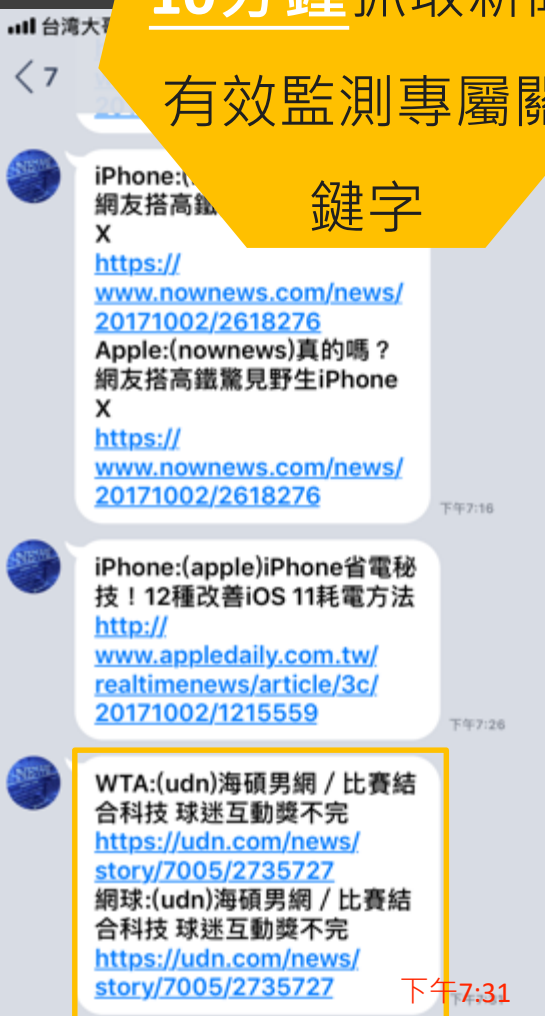 10分鐘抓取新聞
有效監測專屬關
鍵字
台湾大哥
7
iPhone:(
網友搭高鐵
X
https://
www.nownews.com/news/
20171002/2618276
Apple:(nownews)真的嗎？
網友搭高鐵驚見野生iPhone
X
https://
www.nownews.com/news/
20171002/2618276
下午7:16
iPhone:(apple)iPhone省電秘
技！12種改善iOS 11耗電方法
http://
www.appledaily.com.tw/
realtimenews/article/3c/
20171002/1215559
下午7:26
WTA:(udn)海碩男網 / 比賽結
合科技 球迷互動獎不完
https://udn.com/news/
story/7005/2735727
網球:(udn)海碩男網 / 比賽結
合科技 球迷互動獎不完
https://udn.com/news/
story/7005/2735727
下午7:31